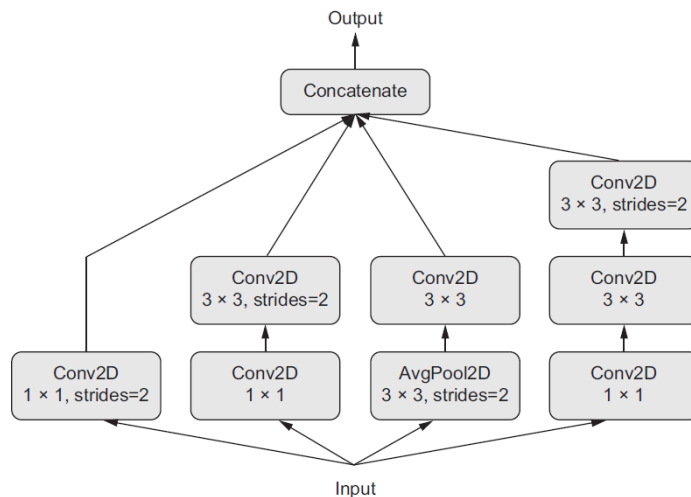 Output
Concatenate
Conv2D
3 × 3, strides=2
Conv2D
3 × 3, strides=2
Conv2D
3 × 3
Conv2D
3 × 3
Conv2D
1 × 1, strides=2
Conv2D
1 × 1
AvgPool2D
3 × 3, strides=2
Conv2D
1 × 1
Input